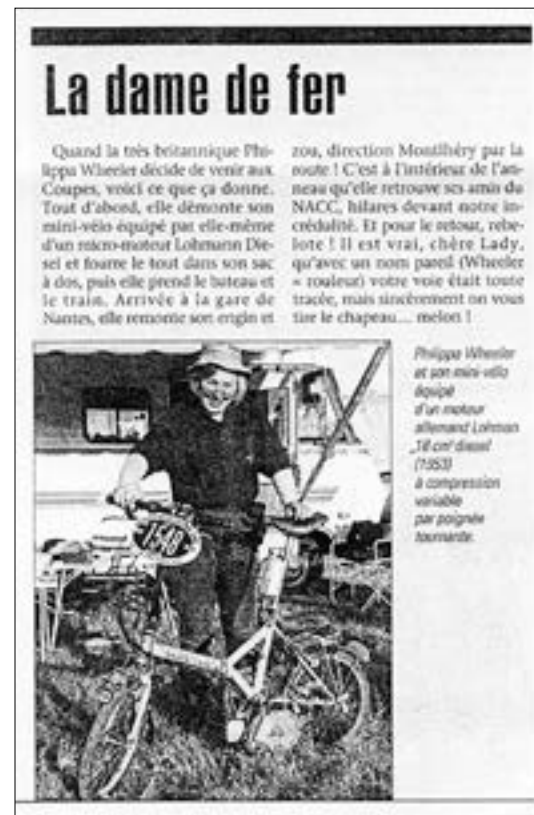 La dame de fer
Quand la très britannique Phi-
lippa Wheeler décide de venir aux
Coupes, voici ce que ça donne.
Tout d'abord, elle démonte son
mini-vélo équipé par elle-même
d'un micro-moteur Lohmann Die-
sel et fourre le tout dans son sac
à dos, puis elle prend le bateau et
le train. Arrivée à la gare de
Nantes, elle remonte son engin et
zou, direction Montlhéry par la
route ! C'est à l'intérieur de l'an-
neau qu'elle retrouve ses amis du
NACC, hilares devant notre in-
crédulité. Et pour le retour, rebe-
lote ! Il est vrai, chère Lady,
qu'avec un nom pareil (Wheeler
= rouleur) votre voie était toute
tracée, mais sincèrement on vous
tire le chapeau... melon !
Philippa Wheeler
et son mini-vélo
équipé
d'un moteur
allemand Lohman
18 cm³ diesel
(1953)
à compression
variable
par poignée
tournante.